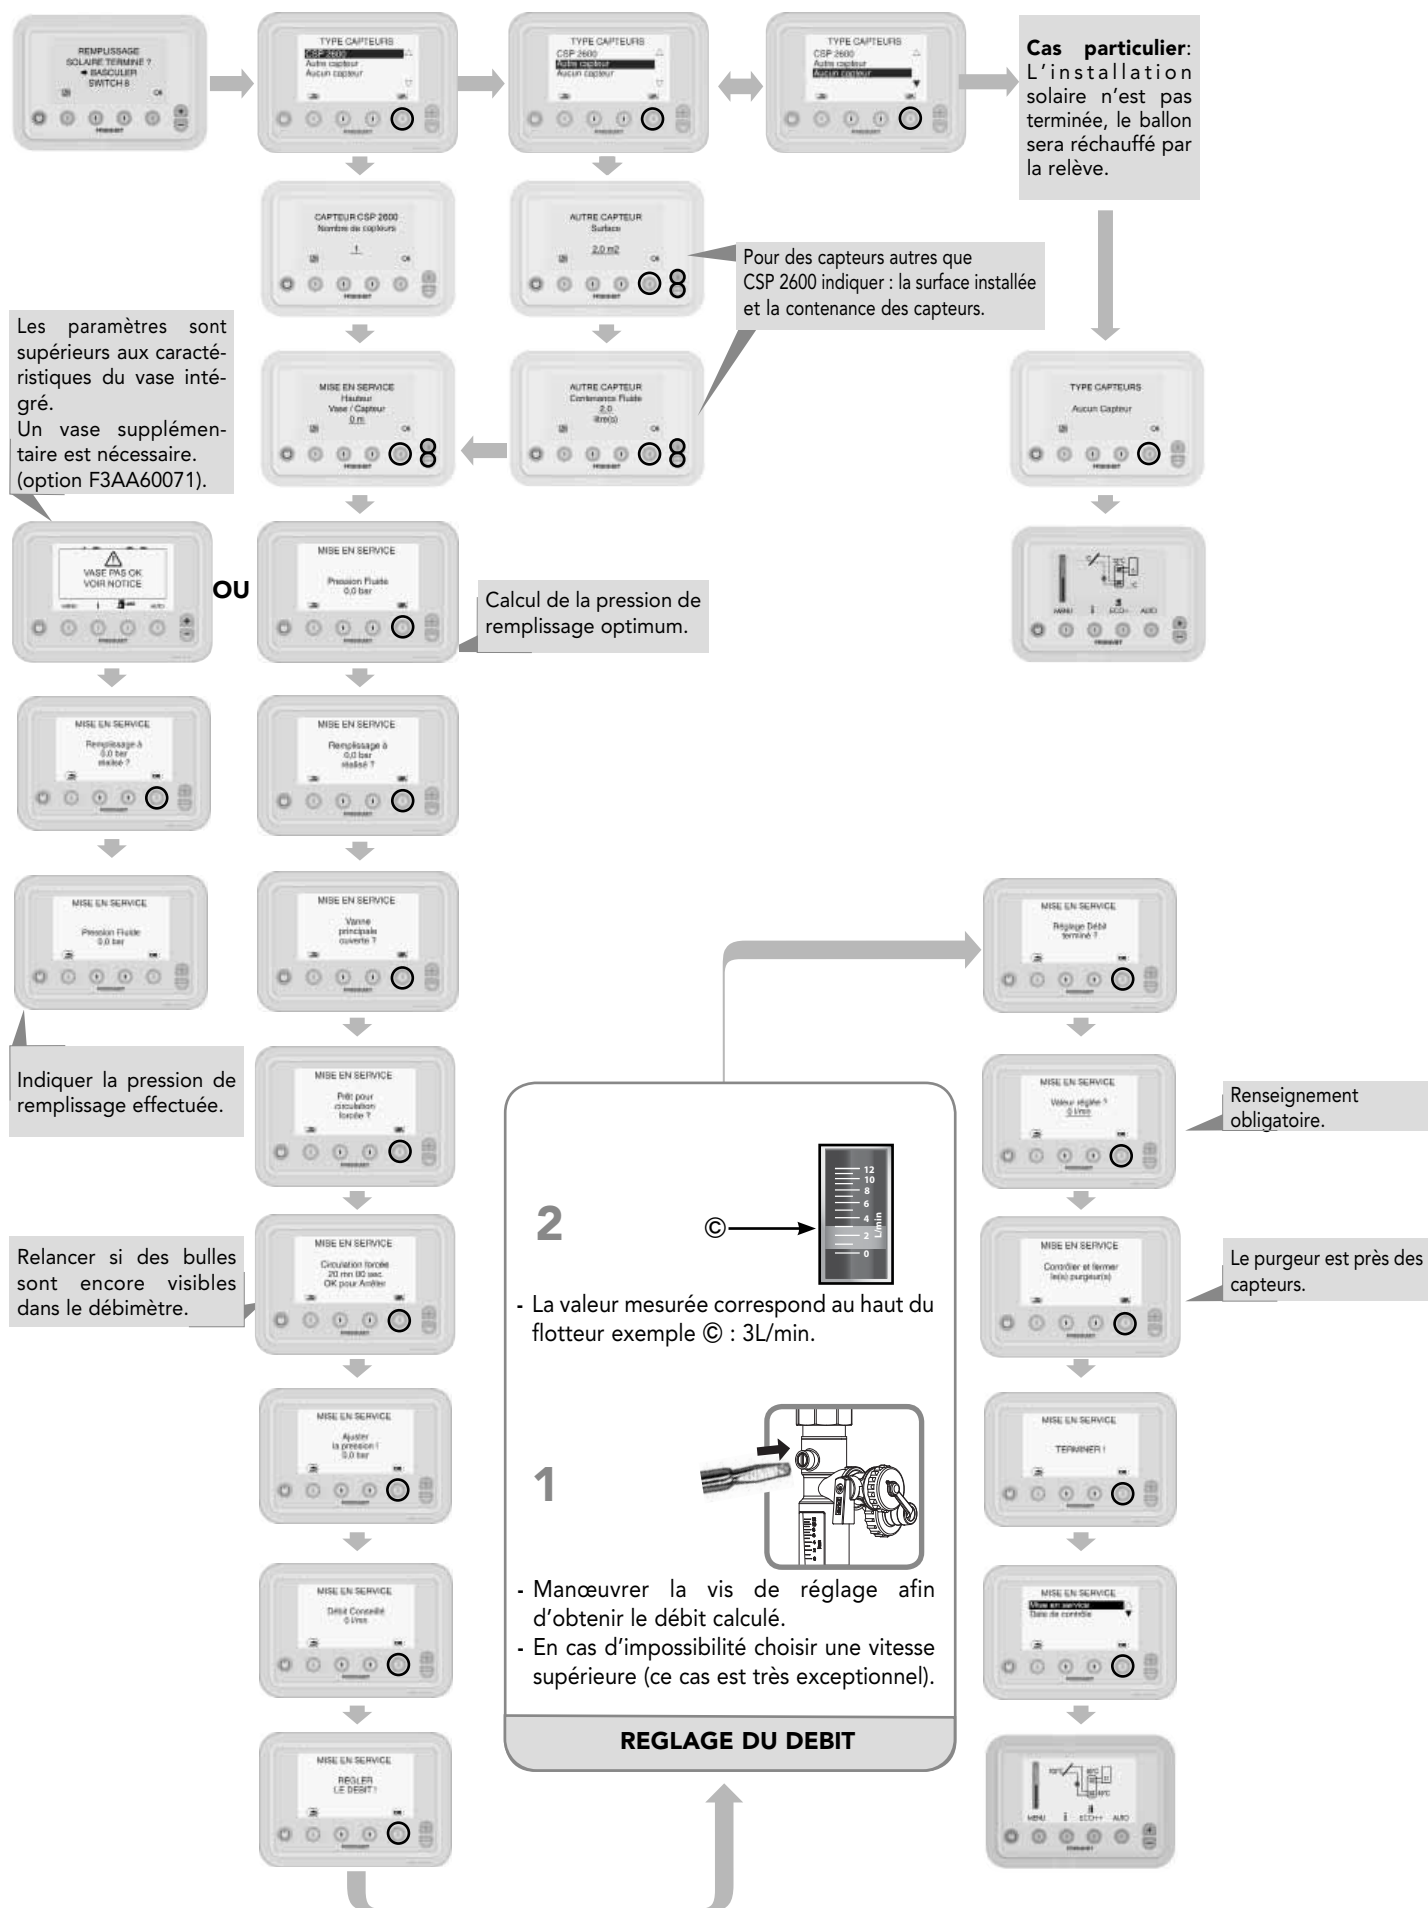 REMPLISSAGE
SOLAIRE TERMINE ?
➔ BASCULER
SWITCH 8
OK
TYPE CAPTEURS
CSP 2600
Autre capteur
Aucun capteur
TYPE CAPTEURS
CSP 2600
Autre capteur
Aucun capteur
TYPE CAPTEURS
CSP 2600
Autre capteur
Aucun capteur
Cas particulier:
L'installation
solaire n'est pas
terminée, le ballon
sera réchauffé par
la relève.
CAPTEUR CSP 2600
Nombre de capteurs
1
OK
AUTRE CAPTEUR
Surface
2,0 m2
OK
Pour des capteurs autres que
CSP 2600 indiquer : la surface installée
et la contenance des capteurs.
Les paramètres sont
supérieurs aux caracté-
ristiques du vase inté-
gré.
Un vase supplémen-
taire est nécessaire.
(option F3AA60071).
MISE EN SERVICE
Hauteur
Vase / Capteur
0 m
OK
AUTRE CAPTEUR
Contenance Fluide
2,0
litre(s)
OK
TYPE CAPTEURS
Aucun Capteur
OK
VASE PAS OK
VOIR NOTICE
MENU i AUTO
OU
MISE EN SERVICE
Pression Fluide
0,0 bar
Calcul de la pression de
remplissage optimum.
MENU i ECO+ AUTO
MISE EN SERVICE
Remplissage à
0,0 bar
réalisé ?
MISE EN SERVICE
Remplissage à
0,0 bar
réalisé ?
MISE EN SERVICE
Pression Fluide
0,0 bar
MISE EN SERVICE
Vanne
principale
ouverte ?
MISE EN SERVICE
Réglage Débit
terminé ?
Indiquer la pression de
remplissage effectuée.
MISE EN SERVICE
Prêt pour
circulation
forcée ?
MISE EN SERVICE
Valeur réglée ?
0 l/min
Renseignement
obligatoire.
Relancer si des bulles
sont encore visibles
dans le débimètre.
MISE EN SERVICE
Circulation forcée
20 mn 00 sec.
OK pour Arrêter
2
©
12
10
8
6
4
2
0
L/min
- La valeur mesurée correspond au haut du
flotteur exemple © : 3L/min.
MISE EN SERVICE
Contrôler et fermer
le(s) purgeur(s)
Le purgeur est près des
capteurs.
MISE EN SERVICE
Ajuster
la pression !
0,0 bar
1
- Manœuvrer la vis de réglage afin
d'obtenir le débit calculé.
- En cas d'impossibilité choisir une vitesse
supérieure (ce cas est très exceptionnel).
REGLAGE DU DEBIT
MISE EN SERVICE
TERMINER !
MISE EN SERVICE
Débit Conseillé
0 l/mn
MISE EN SERVICE
Mise en service
Date de contrôle
MISE EN SERVICE
REGLER
LE DEBIT !
MENU i ECO++ AUTO